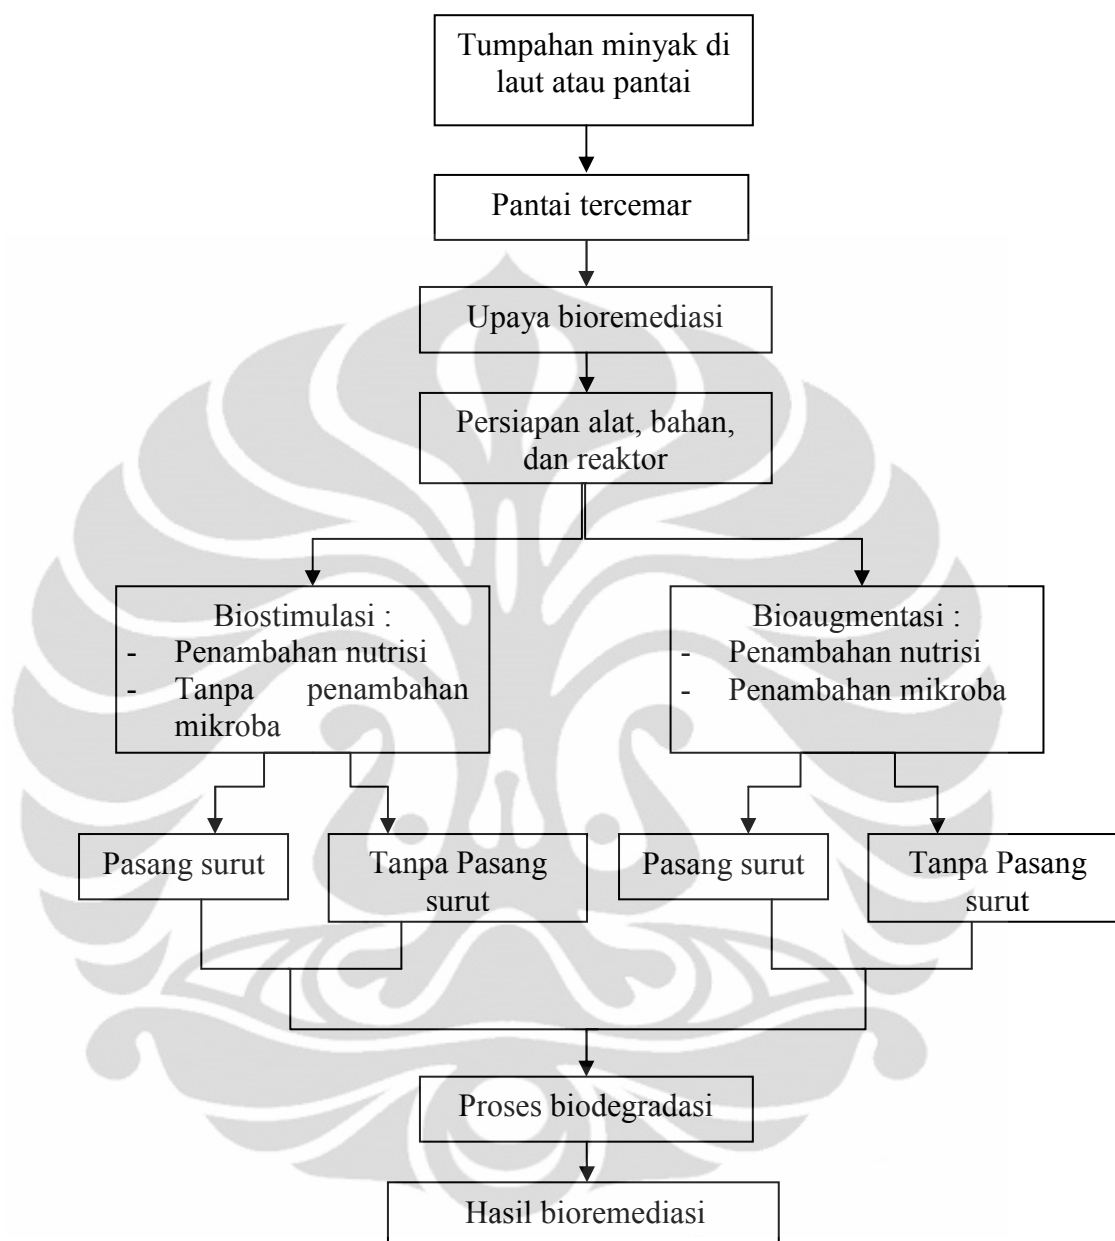 Tumpahan minyak di
laut atau pantai
Pantai tercemar
Upaya bioremediasi
Persiapan alat, bahan,
dan reaktor
Biostimulasi :
- Penambahan nutrisi
- Tanpa penambahan
mikroba
Bioaugmentasi :
- Penambahan nutrisi
- Penambahan mikroba
Pasang surut
Tanpa Pasang
surut
Pasang surut
Tanpa Pasang
surut
Proses biodegradasi
Hasil bioremediasi